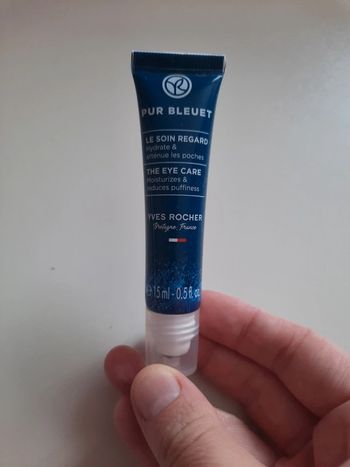 PUR BLEUET
LE SOIN REGARD
Hydrate &
atténue les poches
THE EYE CARE
Moisturizes &
reduces puffiness
YVES ROCHER
Bretagne, France
℮ 15 ml - 0.5 fl. oz.